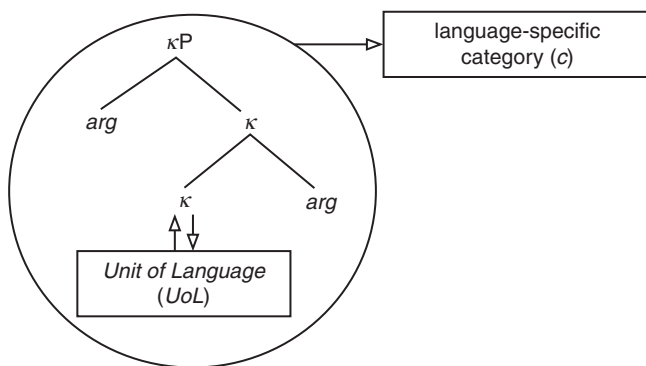 κP
language-specific
category (c)
arg
κ
κ
arg
Unit of Language
(UoL)